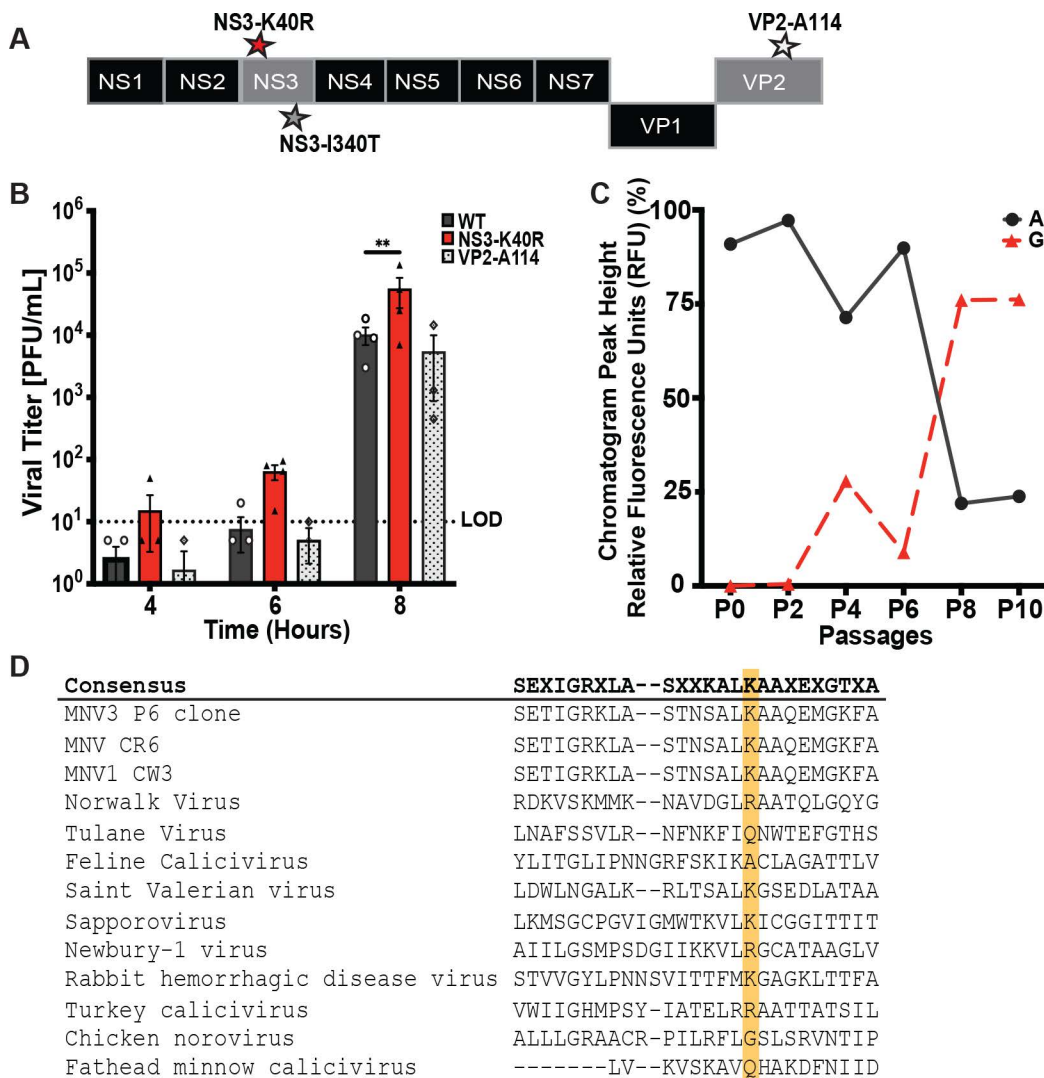 A
NS3-K40R
VP2-A114
NS1 NS2 NS3 NS4 NS5 NS6 NS7 VP2
VP1
NS3-I340T
B
Viral Titer [PFU/mL]
10^6
10^5
10^4
10^3
10^2
10^1
10^0
WT
NS3-K40R
VP2-A114
**
LOD
4 6 8
Time (Hours)
C
Chromatogram Peak Height
Relative Fluorescence Units (RFU) (%)
100
75
50
25
0
A
G
P0 P2 P4 P6 P8 P10
Passages
D
Consensus SEXIGRXLA--SXXKALKAAXEXGTXA
MNV3 P6 clone SETIGRKLA--STNSALKAAQEMGKFA
MNV CR6 SETIGRKLA--STNSALKAAQEMGKFA
MNV1 CW3 SETIGRKLA--STNSALKAAQEMGKFA
Norwalk Virus RDKVSKMMK--NAVDGLRAATQLGQYG
Tulane Virus LNAFSSVLR--NFNKFIQNWTEFGTHS
Feline Calicivirus YLITGLIPNNGRFSKIKACLAGATTLV
Saint Valerian virus LDWLNGALK--RLTSALKGSEDLATAA
Sapporovirus LKMSGCPGVIGMWTKVLKICGGITTIT
Newbury-1 virus AIILGSMPSDGIIKKVLRGCATAAGLV
Rabbit hemorrhagic disease virus STVVGYLPNNSVITTFMKGAGKLTTFA
Turkey calicivirus VWIIGHMPSY-IATELRRAATTATSIL
Chicken norovirus ALLLGRAACR-PILRFLGSLSRVNTIP
Fathead minnow calicivirus -------LV-KVSKAVQHAKDFNIID